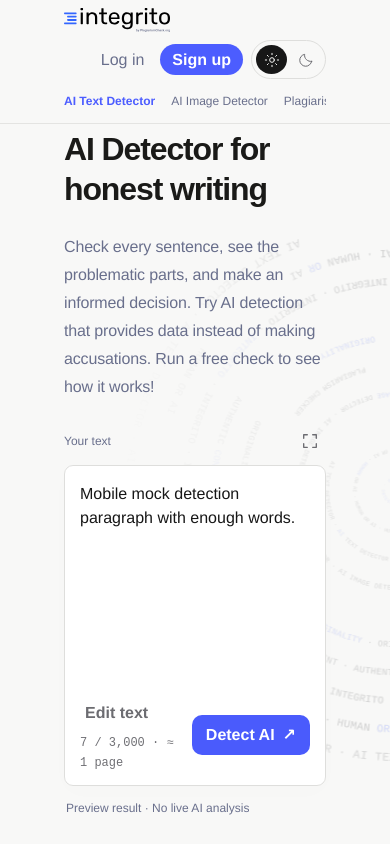 integrito
Log in
Sign up
AI Text Detector
AI Image Detector
Plagiaris
AI Detector for
honest writing
Check every sentence, see the
problematic parts, and make an
informed decision. Try AI detection
that provides data instead of making
accusations. Run a free check to see
how it works!
Your text
Mobile mock detection
paragraph with enough words.
Edit text
7 / 3,000 · ≈
1 page
Detect AI ↗
Preview result · No live AI analysis